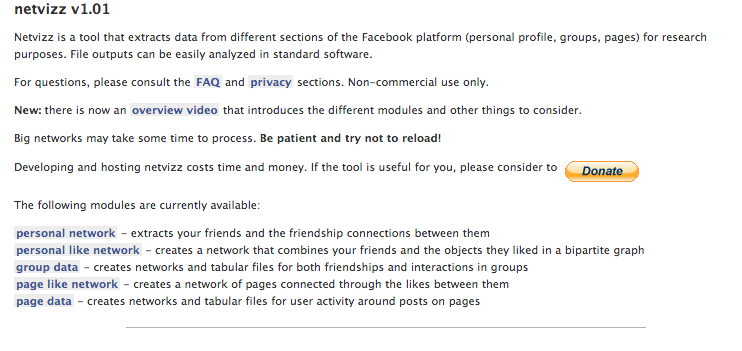 netvizz v1.01
Netvizz is a tool that extracts data from different sections of the Facebook platform (personal profile, groups, pages) for research
purposes. File outputs can be easily analyzed in standard software.
For questions, please consult the FAQ and privacy sections. Non-commercial use only.
New: there is now an overview video that introduces the different modules and other things to consider.
Big networks may take some time to process. Be patient and try not to reload!
Developing and hosting netvizz costs time and money. If the tool is useful for you, please consider to Donate
The following modules are currently available:
personal network - extracts your friends and the friendship connections between them
personal like network - creates a network that combines your friends and the objects they liked in a bipartite graph
group data - creates networks and tabular files for both friendships and interactions in groups
page like network - creates a network of pages connected through the likes between them
page data - creates networks and tabular files for user activity around posts on pages